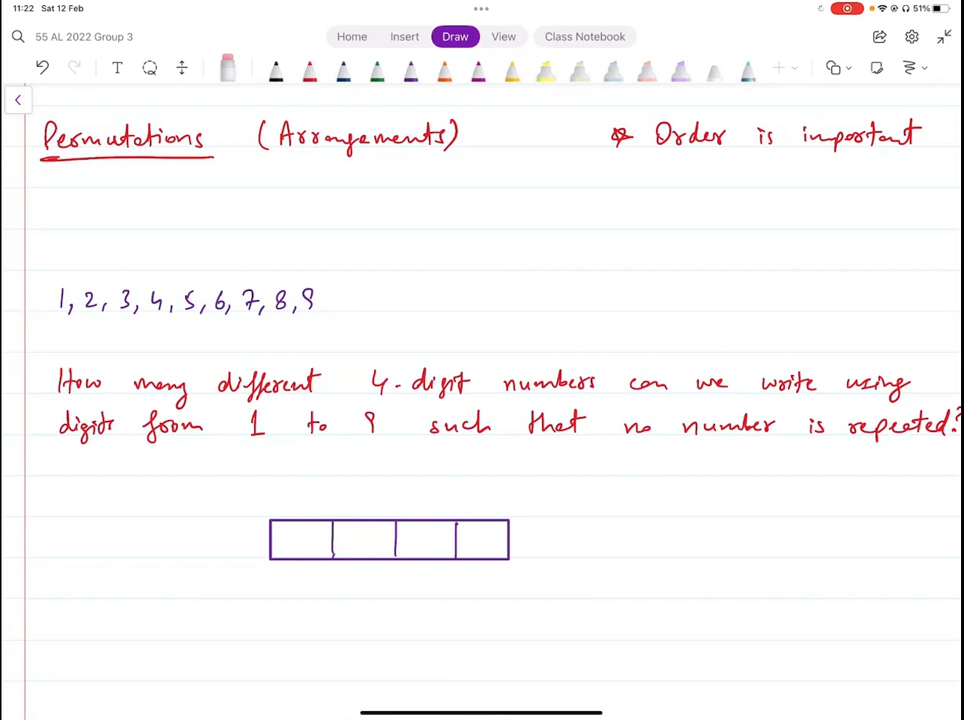 11:22 Sat 12 Feb
51%
55 AL 2022 Group 3
Home Insert Draw View Class Notebook
T
Permutations (Arrangements) * Order is important
1, 2, 3, 4, 5, 6, 7, 8, 9
How many different 4-digit numbers can we write using
digits from 1 to 9 such that no number is repeated?